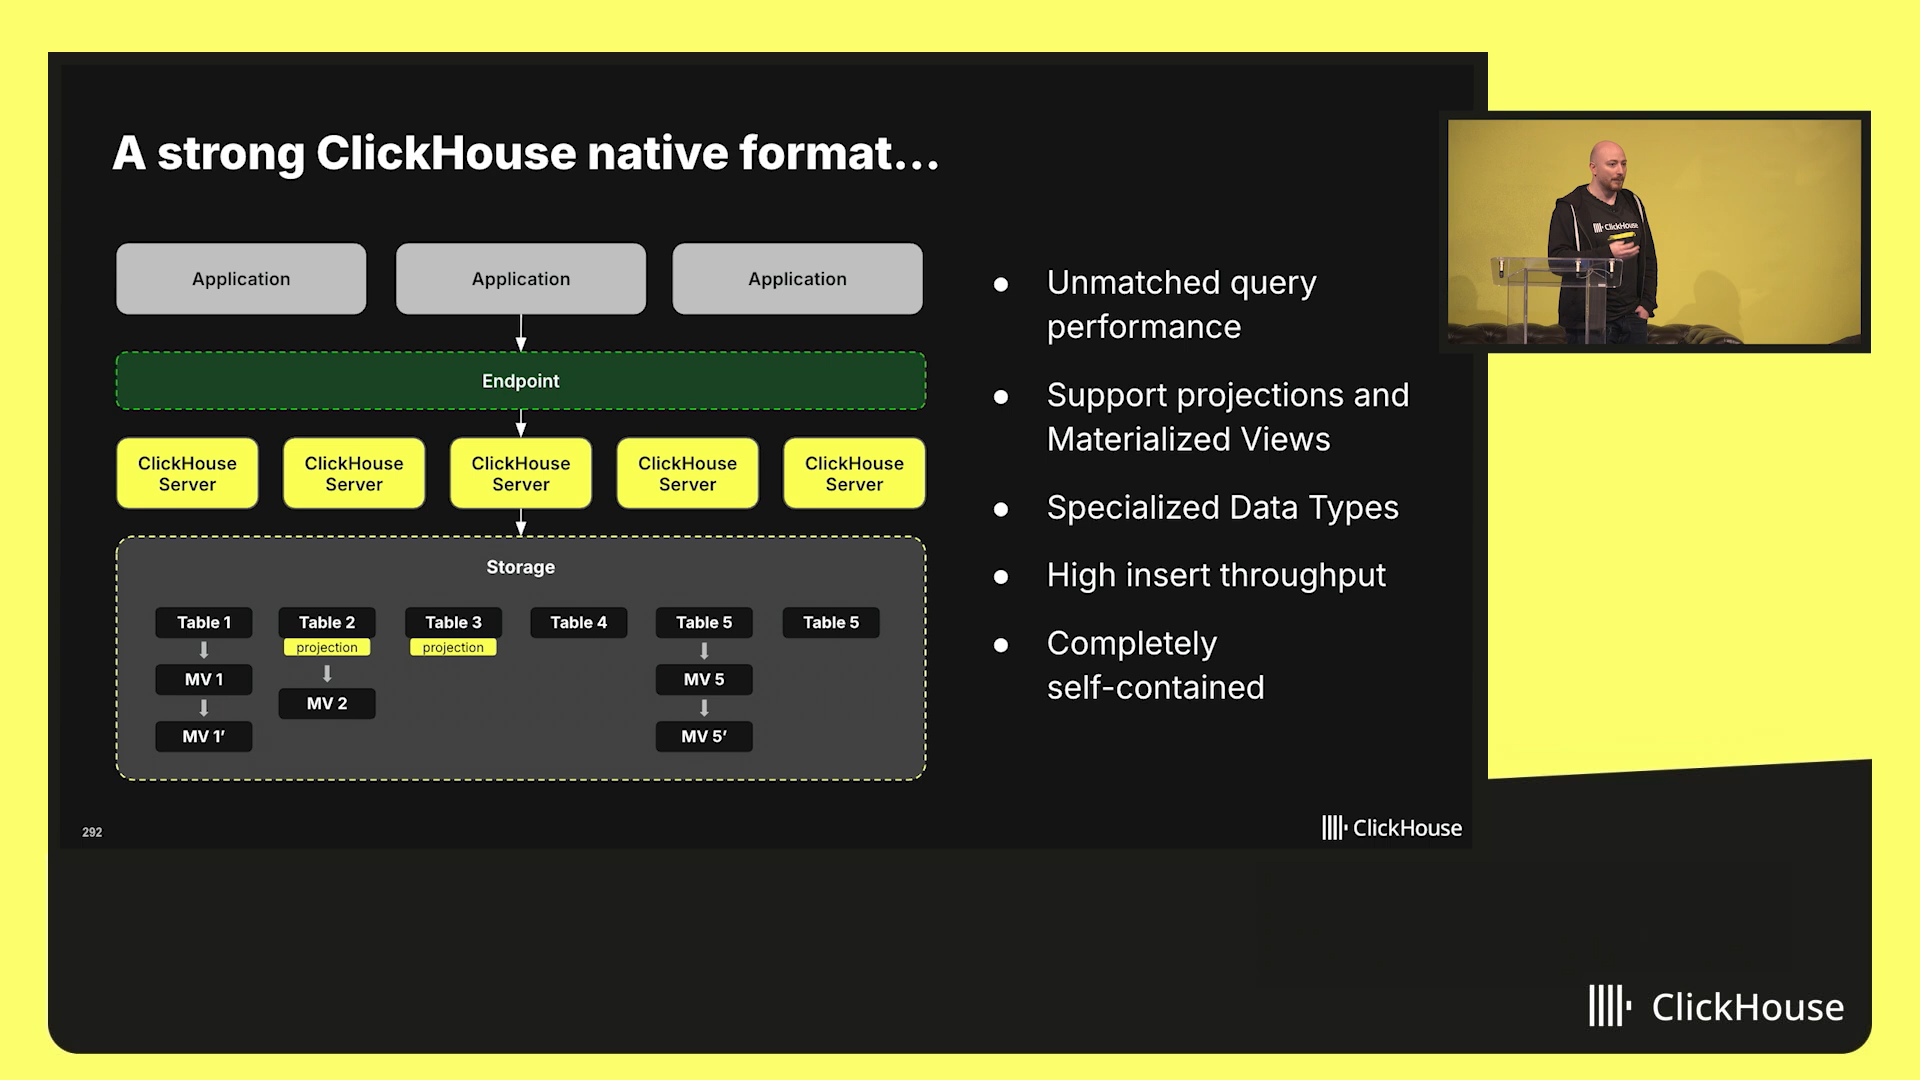 A strong ClickHouse native format...
Application
Application
Application
Endpoint
ClickHouse
Server
ClickHouse
Server
ClickHouse
Server
ClickHouse
Server
ClickHouse
Server
Storage
Table 1
Table 2
Table 3
Table 4
Table 5
Table 5
projection
projection
MV 1
MV 2
MV 5
MV 1′
MV 5′
● Unmatched query
performance
● Support projections and
Materialized Views
● Specialized Data Types
● High insert throughput
● Completely
self-contained
292
ClickHouse
ClickHouse
ClickHouse